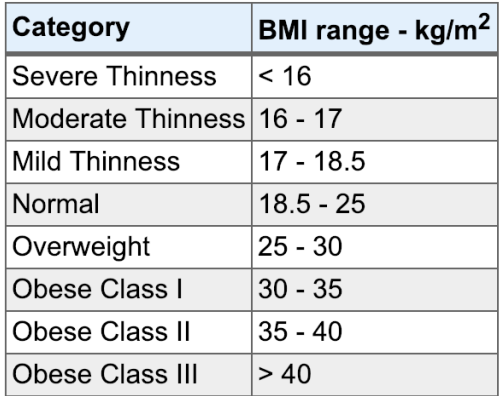 Category BMI range - kg/m²
Severe Thinness < 16
Moderate Thinness 16 - 17
Mild Thinness 17 - 18.5
Normal 18.5 - 25
Overweight 25 - 30
Obese Class I 30 - 35
Obese Class II 35 - 40
Obese Class III > 40